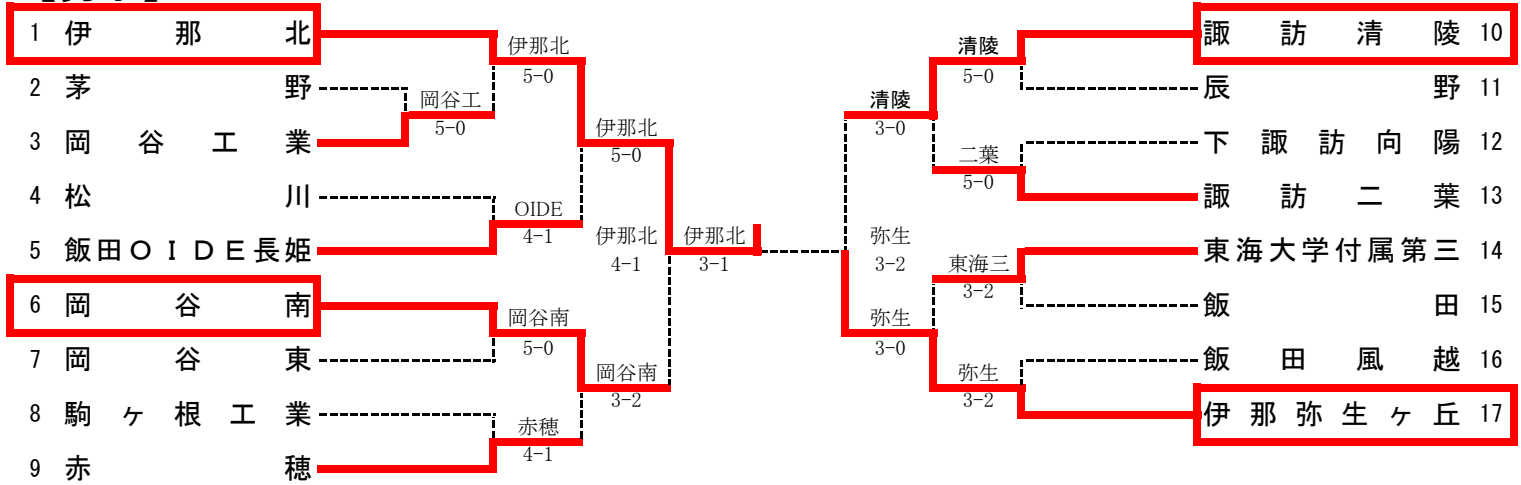 1 伊那北
2 茅野
3 岡谷工業
4 松川
5 飯田OIDE長姫
6 岡谷南
7 岡谷東
8 駒ヶ根工業
9 赤穂
岡谷工
5-0
伊那北
5-0
OIDE
4-1
岡谷南
5-0
赤穂
4-1
伊那北
5-0
岡谷南
3-2
伊那北
4-1
伊那北
3-1
弥生
3-2
清陵
3-0
弥生
3-0
清陵
5-0
二葉
5-0
東海三
3-2
弥生
3-2
諏訪清陵 10
辰野 11
下諏訪向陽 12
諏訪二葉 13
東海大学付属第三 14
飯田 15
飯田風越 16
伊那弥生ヶ丘 17